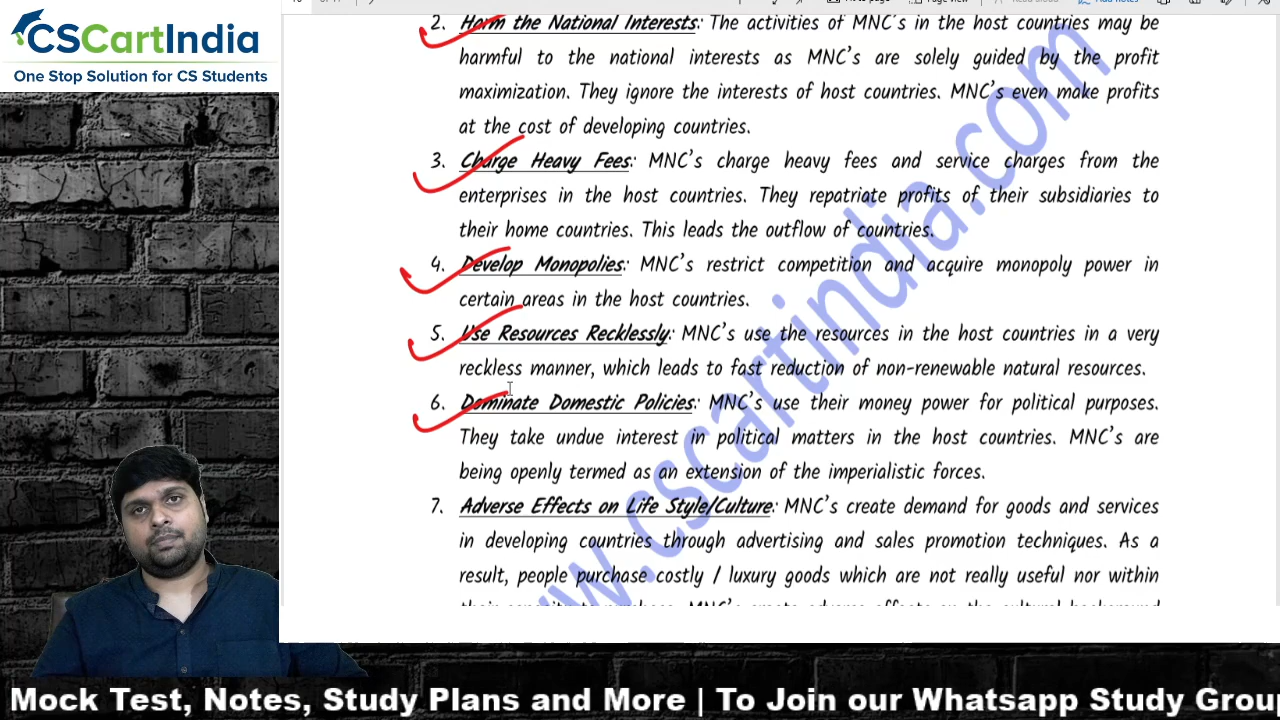 CSCartIndia
One Stop Solution for CS Students
2. Harm the National Interests: The activities of MNC's in the host countries may be
harmful to the national interests as MNC's are solely guided by the profit
maximization. They ignore the interests of host countries. MNC's even make profits
at the cost of developing countries.
3. Charge Heavy Fees: MNC's charge heavy fees and service charges from the
enterprises in the host countries. They repatriate profits of their subsidiaries to
their home countries. This leads the outflow of countries.
4. Develop Monopolies: MNC's restrict competition and acquire monopoly power in
certain areas in the host countries.
5. Use Resources Recklessly: MNC's use the resources in the host countries in a very
reckless manner, which leads to fast reduction of non-renewable natural resources.
6. Dominate Domestic Policies: MNC's use their money power for political purposes.
They take undue interest in political matters in the host countries. MNC's are
being openly termed as an extension of the imperialistic forces.
7. Adverse Effects on Life Style/Culture: MNC's create demand for goods and services
in developing countries through advertising and sales promotion techniques. As a
result, people purchase costly / luxury goods which are not really useful nor within
www.cscartindia.com
Mock Test, Notes, Study Plans and More | To Join our Whatsapp Study Grou